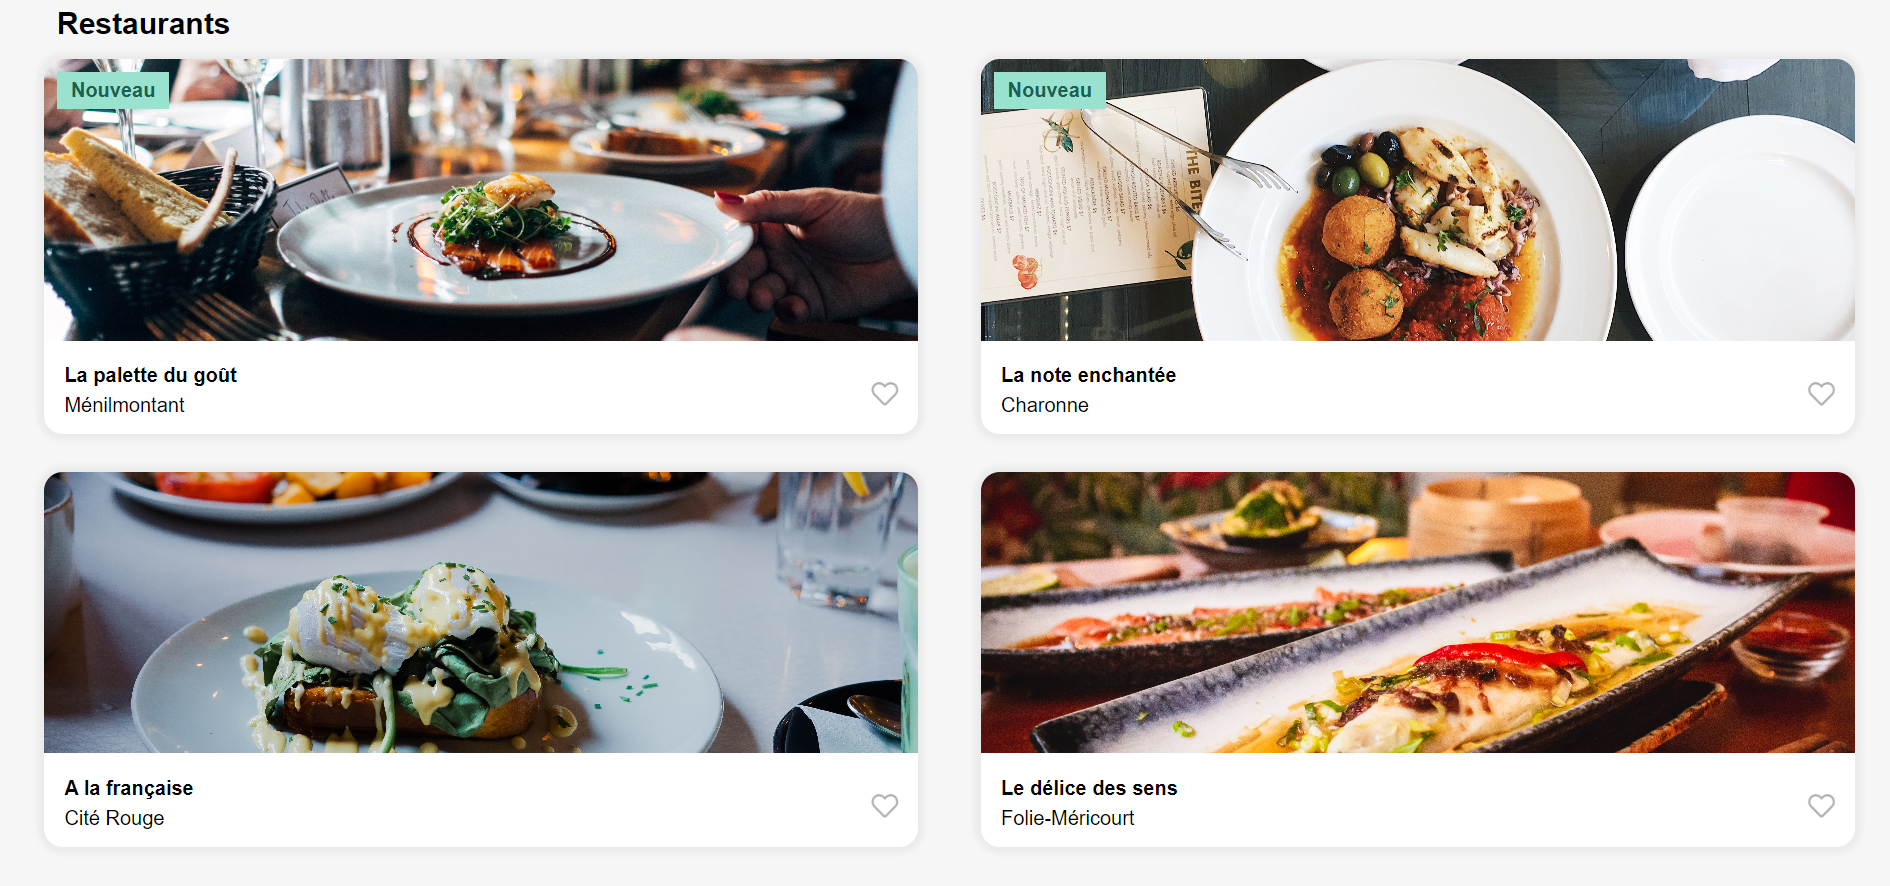 Restaurants
Nouveau
La palette du goût
Ménilmontant
Nouveau
THE BITE
La note enchantée
Charonne
A la française
Cité Rouge
Le délice des sens
Folie-Méricourt